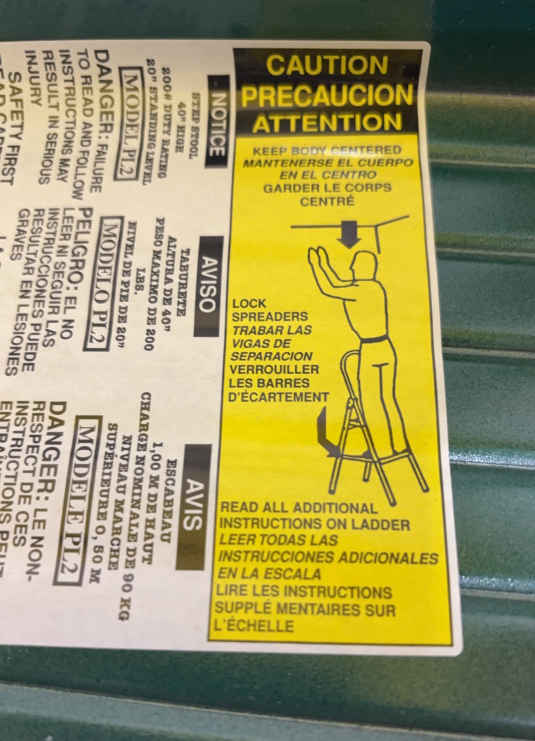 CAUTION
PRECAUCION
ATTENTION
KEEP BODY CENTERED
MANTENERSE EL CUERPO
EN EL CENTRO
GARDER LE CORPS
CENTRÉ
LOCK
SPREADERS
TRABAR LAS
VIGAS DE
SEPARACION
VERROUILLER
LES BARRES
D'ÉCARTEMENT
READ ALL ADDITIONAL
INSTRUCTIONS ON LADDER
LEER TODAS LAS
INSTRUCCIONES ADICIONALES
EN LA ESCALA
LIRE LES INSTRUCTIONS
SUPPLÉ MENTAIRES SUR
L'ÉCHELLE
NOTICE
STEP STOOL
40" HIGH
200# DUTY RATING
20" STANDING LEVEL
MODEL PL2
DANGER: FAILURE
TO READ AND FOLLOW
INSTRUCTIONS MAY
RESULT IN SERIOUS
INJURY
SAFETY FIRST
AVISO
TABURETE
ALTURA DE 40"
PESO MAXIMO DE 200
LBS.
NIVEL DE PIE DE 20"
MODELO PL2
PELIGRO: EL NO
LEER NI SEGUIR LAS
INSTRUCCIONES PUEDE
RESULTAR EN LESIONES
GRAVES
AVIS
ESCABEAU
1,00 M DE HAUT
CHARGE NOMINALE DE 90 KG
NIVEAU MARCHE
SUPÉRIEURE 0, 50 M
MODÈLE PL2
DANGER: LE NON-
RESPECT DE CES
INSTRUCTIONS PEUT